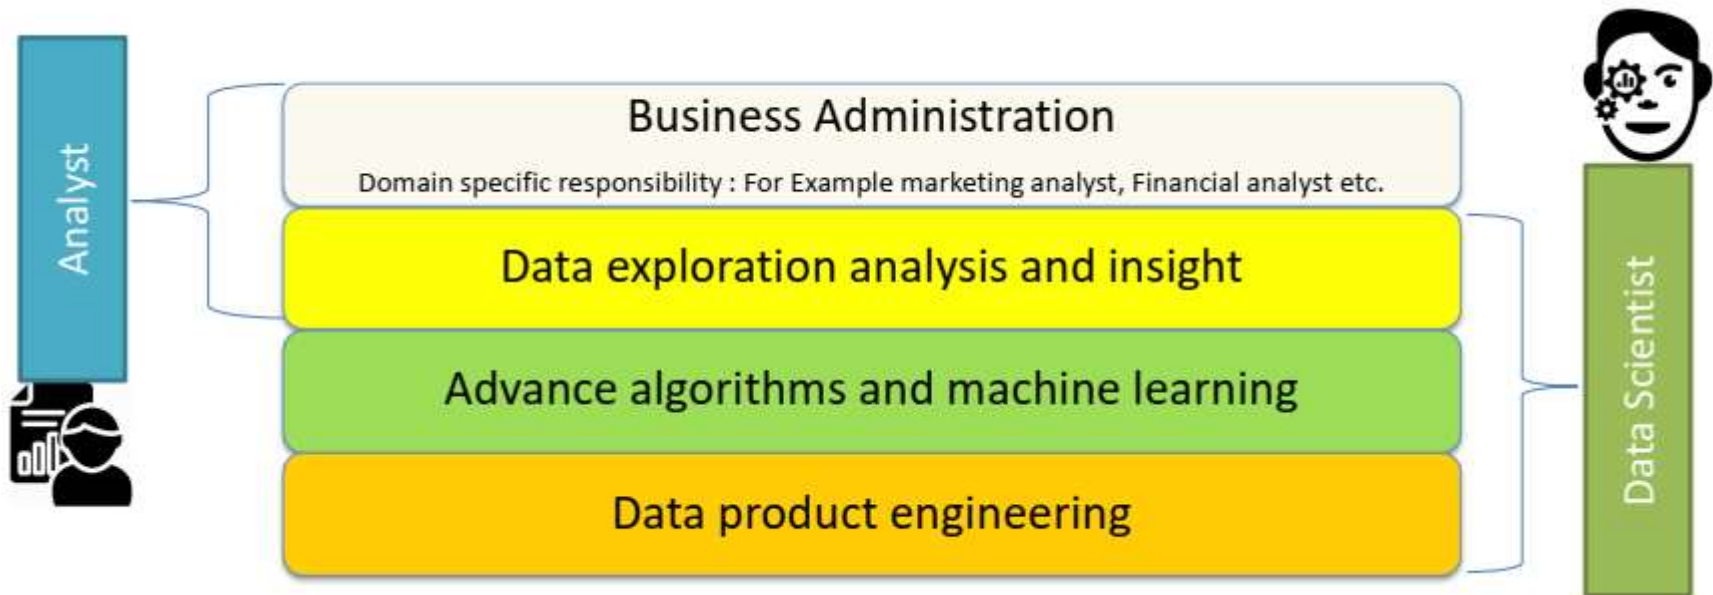 Analyst
Business Administration
Domain specific responsibility : For Example marketing analyst, Financial analyst etc.
Data exploration analysis and insight
Advance algorithms and machine learning
Data product engineering
Data Scientist